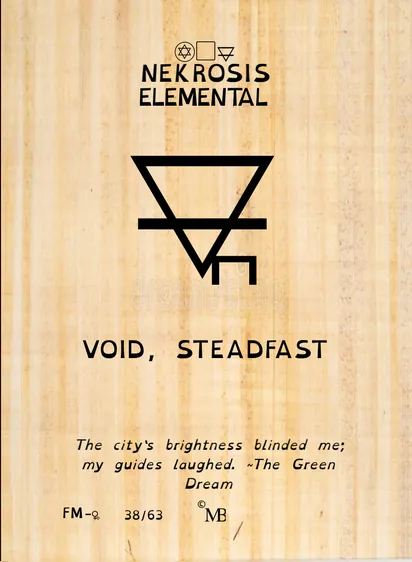 NEKROSIS
ELEMENTAL
VOID, STEADFAST
The city's brightness blinded me;
my guides laughed. ~The Green
Dream
FM-♀ 38/63 © MB